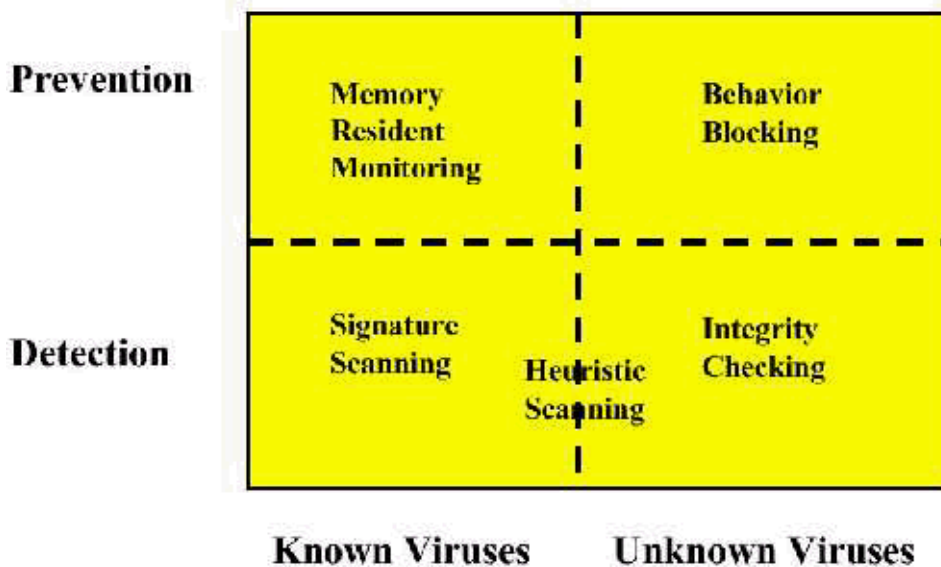 Prevention
Memory
Resident
Monitoring
Behavior
Blocking
Detection
Signature
Scanning
Heuristic
Scanning
Integrity
Checking
Known Viruses
Unknown Viruses